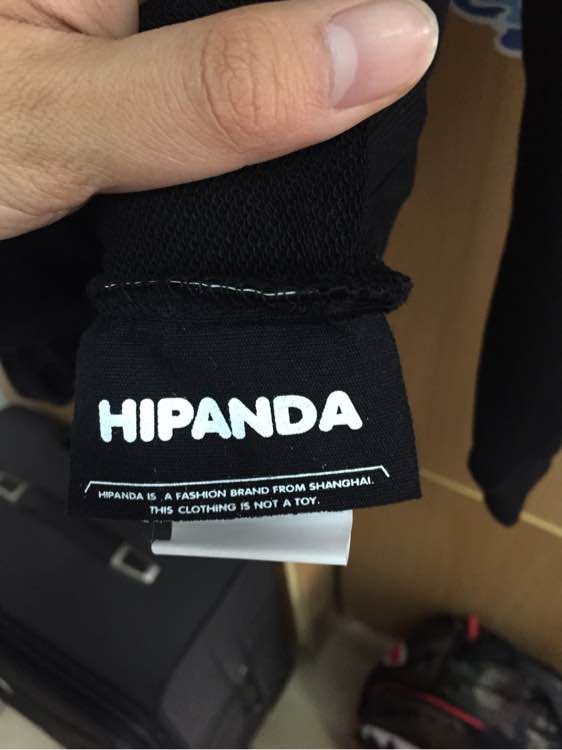 HIPANDA
HIPANDA IS A FASHION BRAND FROM SHANGHAI.
THIS CLOTHING IS NOT A TOY.